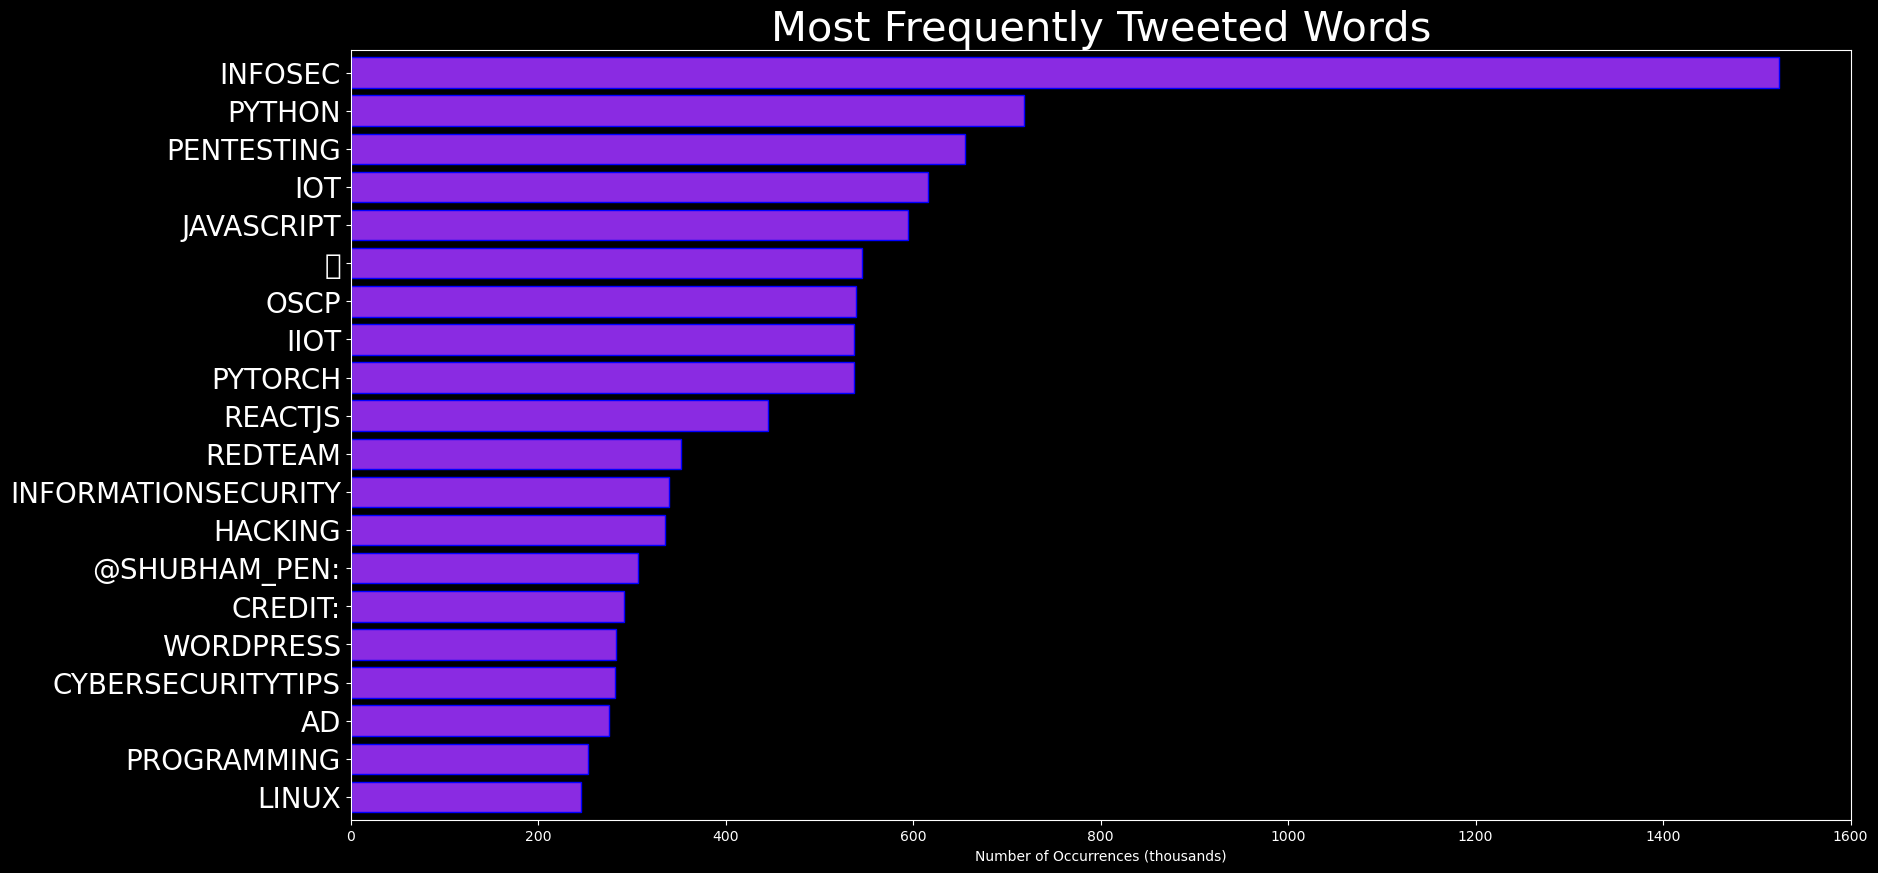 Most Frequently Tweeted Words
INFOSEC
PYTHON
PENTESTING
IOT
JAVASCRIPT
OSCP
IIOT
PYTORCH
REACTJS
REDTEAM
INFORMATIONSECURITY
HACKING
@SHUBHAM_PEN:
CREDIT:
WORDPRESS
CYBERSECURITYTIPS
AD
PROGRAMMING
LINUX
0 200 400 600 800 1000 1200 1400 1600
Number of Occurrences (thousands)